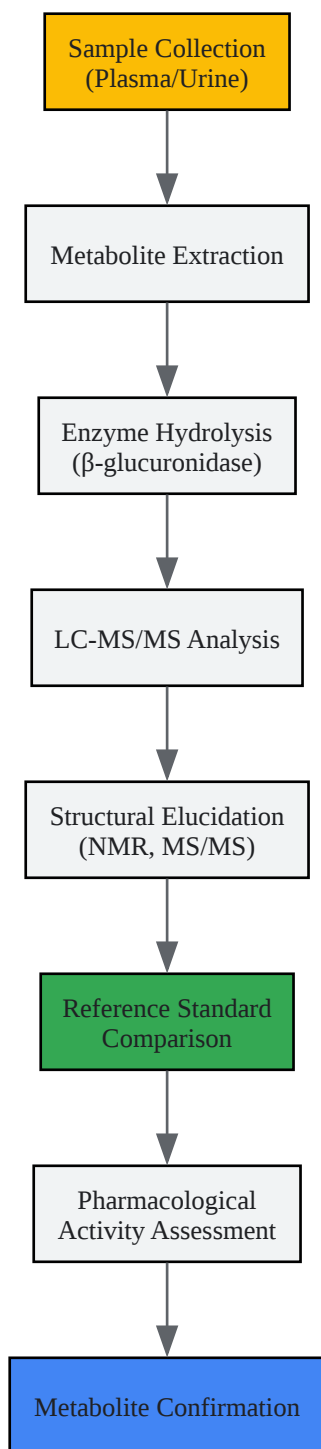 Sample Collection
(Plasma/Urine)
Metabolite Extraction
Enzyme Hydrolysis
(β-glucuronidase)
LC-MS/MS Analysis
Structural Elucidation
(NMR, MS/MS)
Reference Standard
Comparison
Pharmacological
Activity Assessment
Metabolite Confirmation